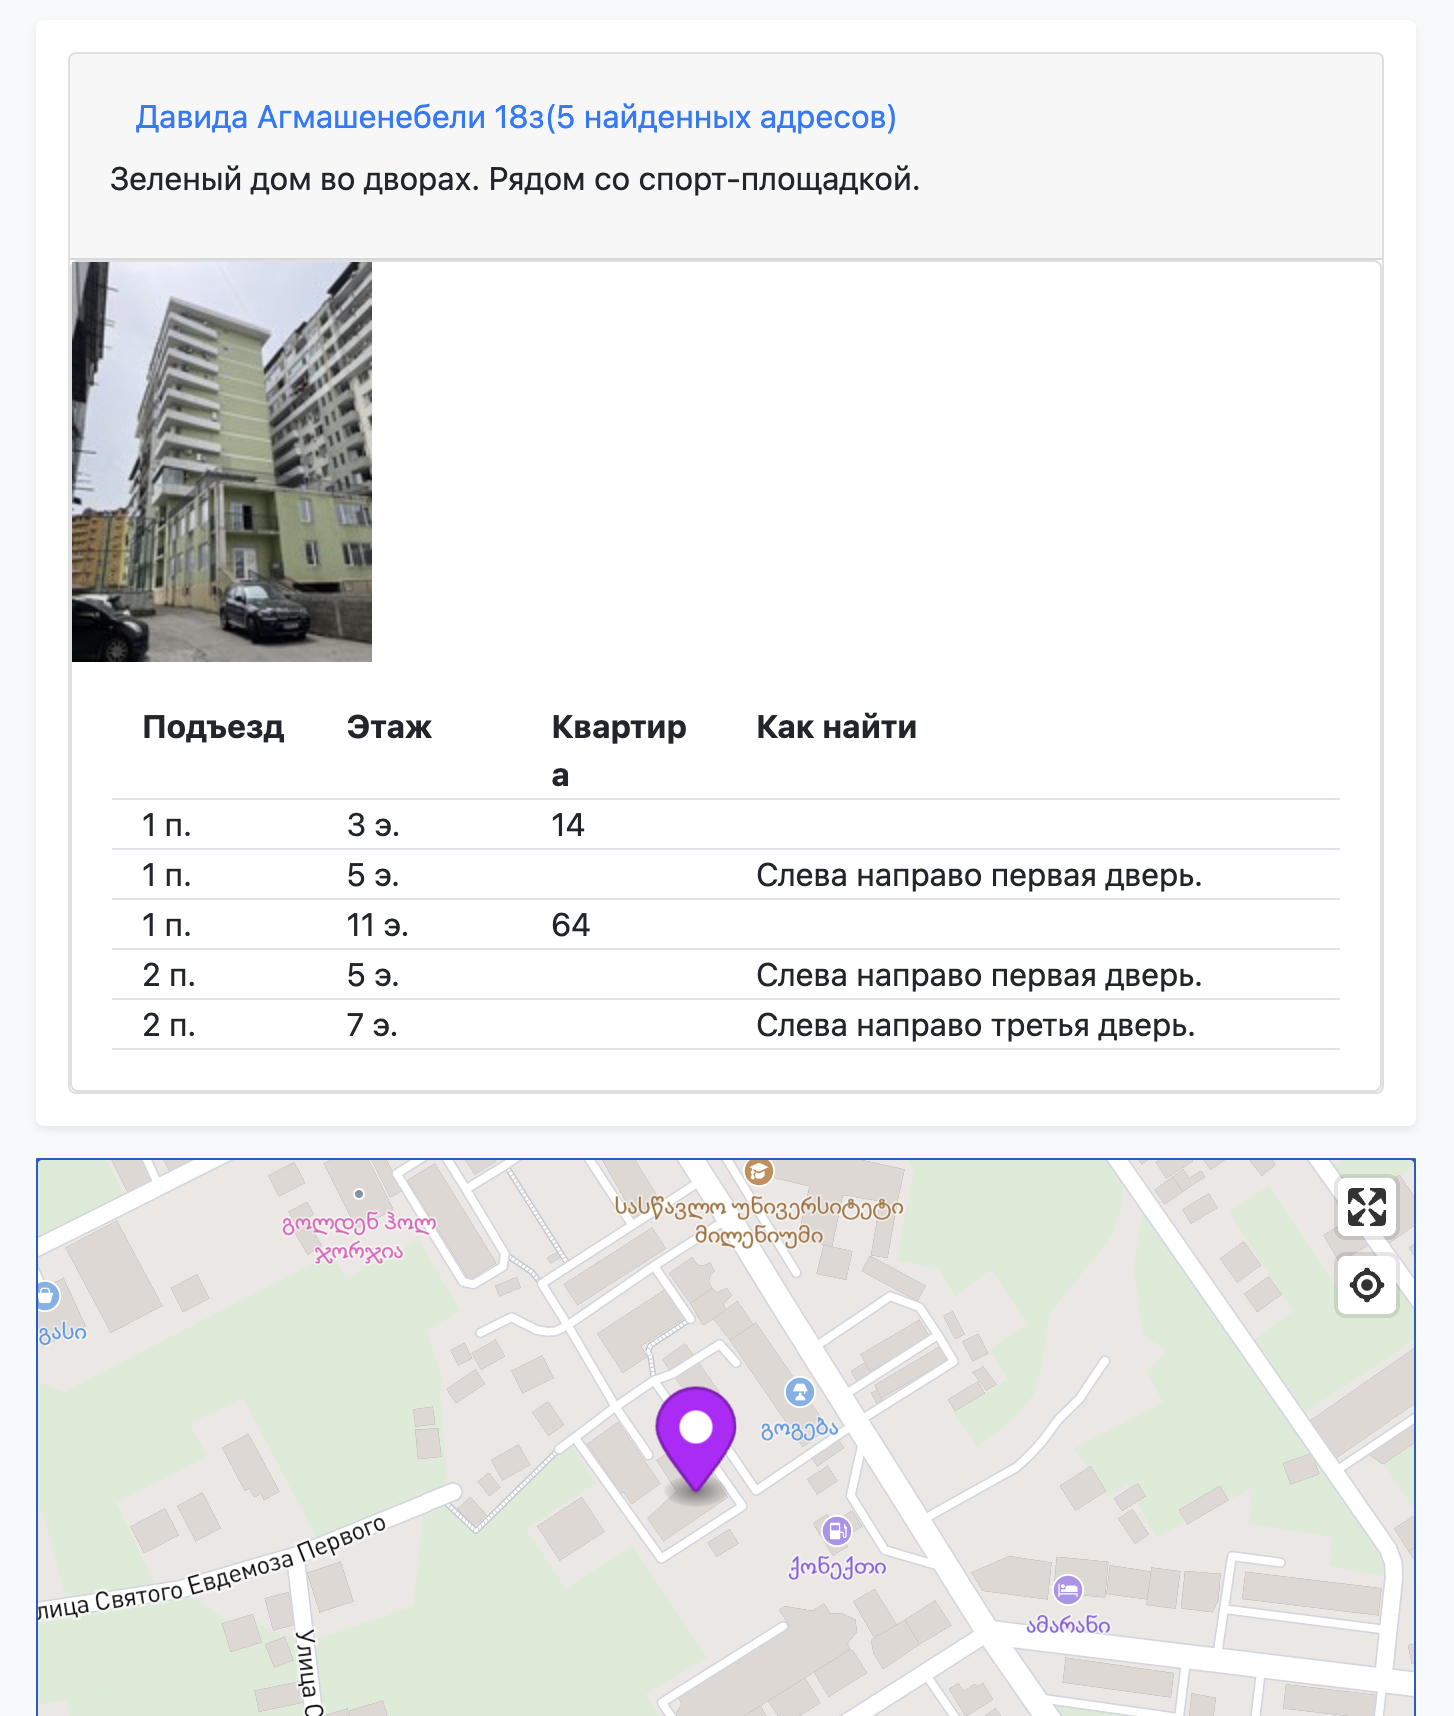 Давида Агмашенебели 18з(5 найденных адресов)
Зеленый дом во дворах. Рядом со спорт-площадкой.
Подъезд Этаж Квартир
а Как найти
1 п. 3 э. 14
1 п. 5 э. Слева направо первая дверь.
1 п. 11 э. 64
2 п. 5 э. Слева направо первая дверь.
2 п. 7 э. Слева направо третья дверь.
სასწავლო უნივერსიტეტი
მილენიუმი
გოლდენ ჰოლ
ჯორჯია
გასი
გოგება
ლица Святого Евдемоза Первого
ქონექთი
ამარანი
Улица С